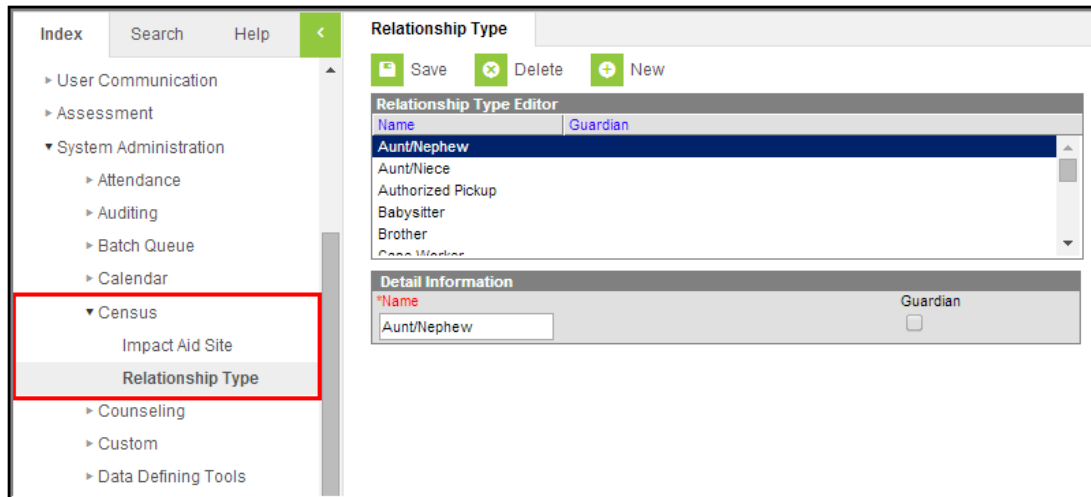 Index Search Help
User Communication
Assessment
System Administration
Attendance
Auditing
Batch Queue
Calendar
Census
Impact Aid Site
Relationship Type
Counseling
Custom
Data Defining Tools
Relationship Type
Save Delete New
Relationship Type Editor
Name Guardian
Aunt/Nephew
Aunt/Niece
Authorized Pickup
Babysitter
Brother
Case Worker
Detail Information
*Name Guardian
Aunt/Nephew